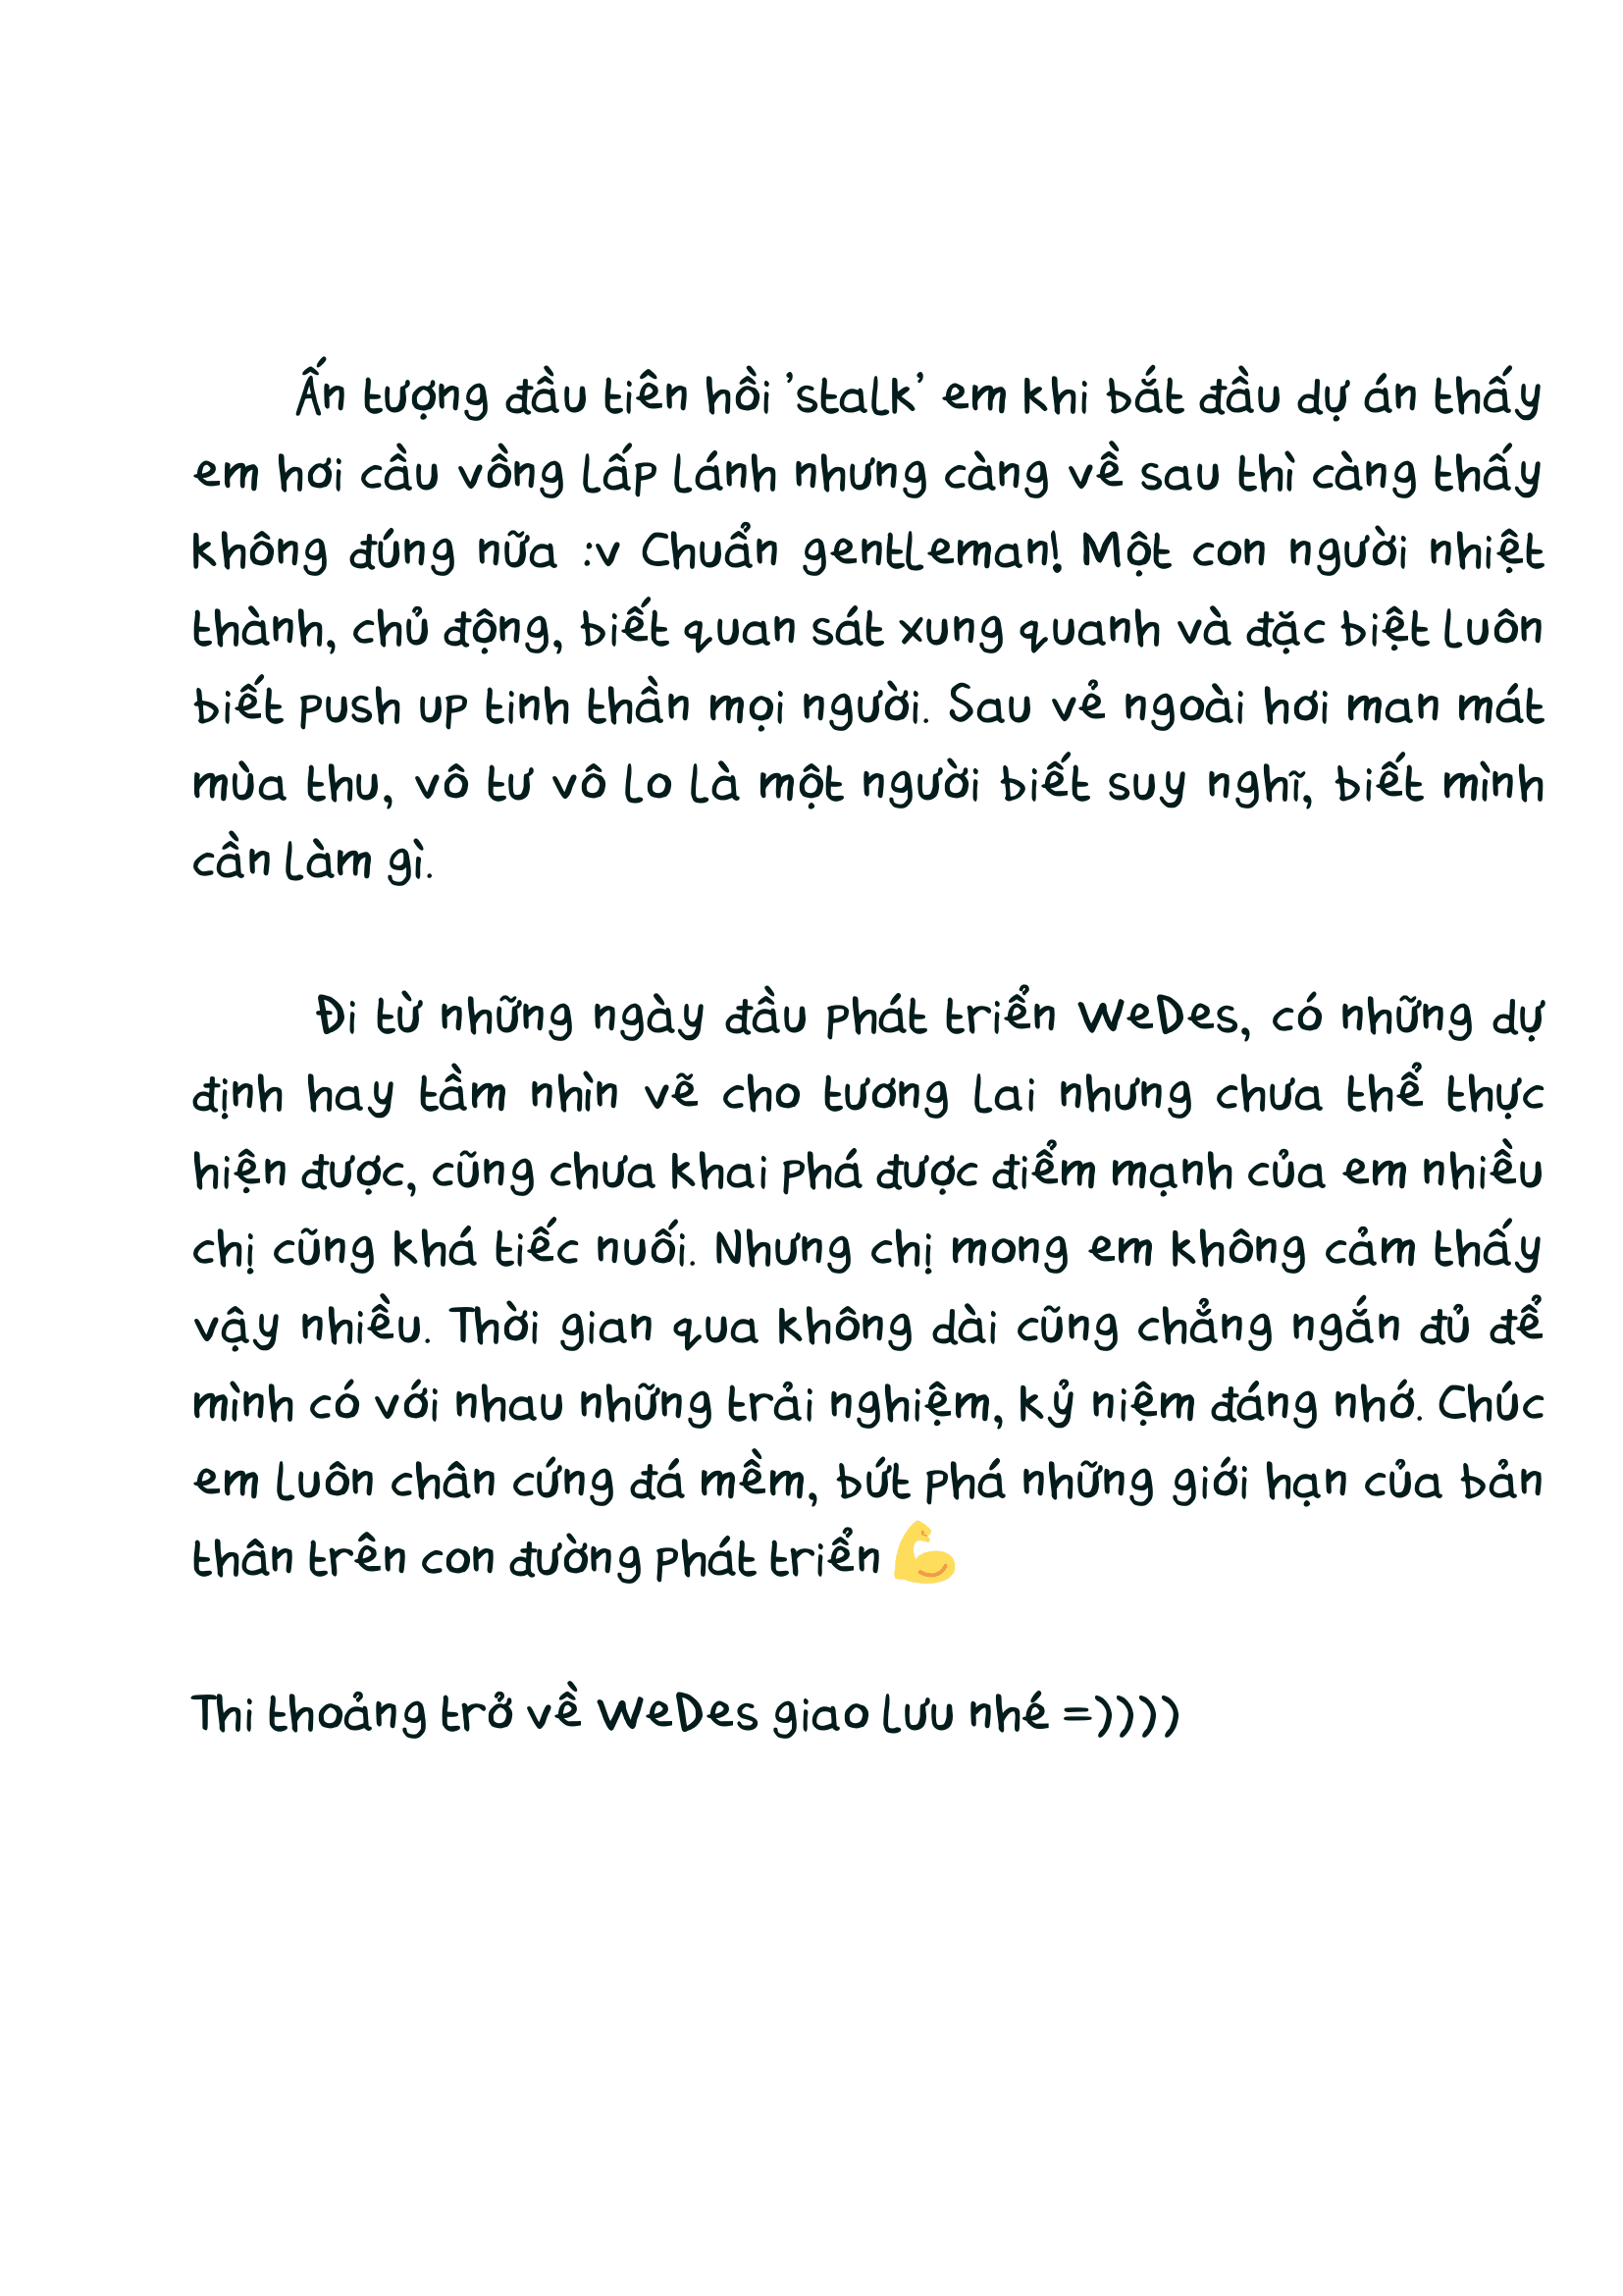 Ấn tượng đầu tiên hồi 'stalk' em khi bắt đầu dự án thấy
em hơi cầu vồng lấp lánh nhưng càng về sau thì càng thấy
không đúng nữa :v Chuẩn gentleman! Một con người nhiệt
thành, chủ động, biết quan sát xung quanh và đặc biệt luôn
biết push up tinh thần mọi người. Sau vẻ ngoài hơi man mát
mùa thu, vô tư vô lo là một người biết suy nghĩ, biết mình
cần làm gì.
Đi từ những ngày đầu phát triển WeDes, có những dự
định hay tầm nhìn vẽ cho tương lai nhưng chưa thể thực
hiện được, cũng chưa khai phá được điểm mạnh của em nhiều
chị cũng khá tiếc nuối. Nhưng chị mong em không cảm thấy
vậy nhiều. Thời gian qua không dài cũng chẳng ngắn đủ để
mình có với nhau những trải nghiệm, kỷ niệm đáng nhớ. Chúc
em luôn chân cứng đá mềm, bứt phá những giới hạn của bản
thân trên con đường phát triển 💪
Thi thoảng trở về WeDes giao lưu nhé =))))